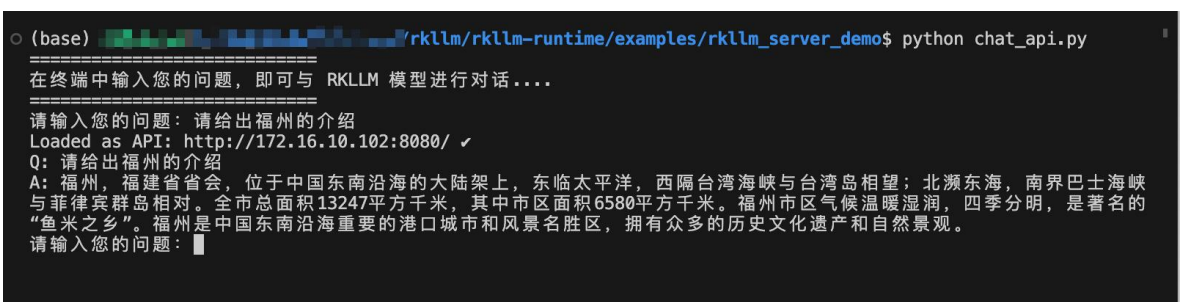 (base) /rkllm/rkllm-runtime/examples/rkllm_server_demo$ python chat_api.py
============================
在终端中输入您的问题，即可与 RKLLM 模型进行对话....
============================
请输入您的问题：请给出福州的介绍
Loaded as API: http://172.16.10.102:8080/ ✔
Q: 请给出福州的介绍
A: 福州，福建省省会，位于中国东南沿海的大陆架上，东临太平洋，西隔台湾海峡与台湾岛相望；北濒东海，南界巴士海峡
与菲律宾群岛相对。全市总面积13247平方千米，其中市区面积6580平方千米。福州市区气候温暖湿润，四季分明，是著名的
“鱼米之乡”。福州是中国东南沿海重要的港口城市和风景名胜区，拥有众多的历史文化遗产和自然景观。
请输入您的问题：